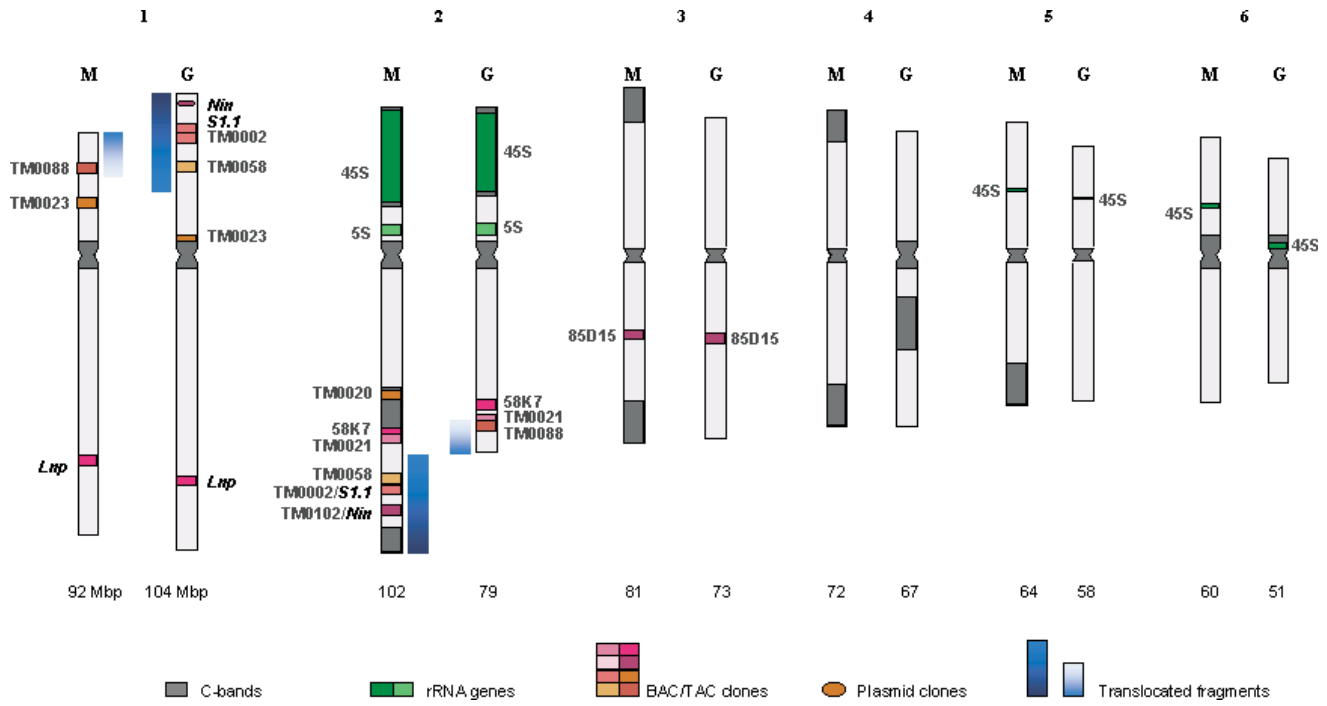 1 2 3 4 5 6
M G M G M G M G M G M G
Nin
S1.1
TM0002
TM0088
TM0058
TM0023
TM0023
Lnp
Lnp
45S
45S
5S
5S
TM0020
58K7
TM0021
58K7
TM0021
TM0088
TM0058
TM0002/S1.1
TM0102/Nin
85D15
85D15
45S
45S
45S
45S
92 Mbp 104 Mbp 102 79 81 73 72 67 64 58 60 51
C-bands rRNA genes BAC/TAC clones Plasmid clones Translocated fragments